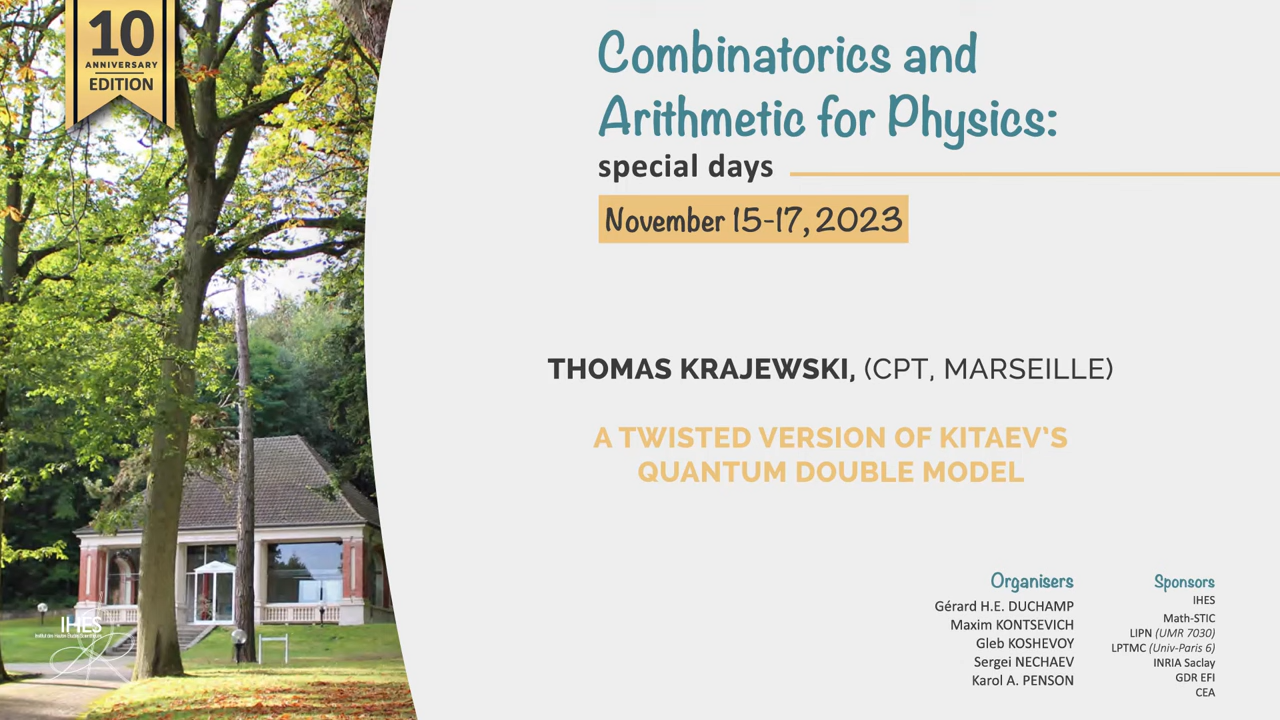 10
ANNIVERSARY
EDITION
Combinatorics and
Arithmetic for Physics:
special days
November 15-17, 2023
THOMAS KRAJEWSKI, (CPT, MARSEILLE)
A TWISTED VERSION OF KITAEV'S
QUANTUM DOUBLE MODEL
Organisers
Gérard H.E. DUCHAMP
Maxim KONTSEVICH
Gleb KOSHEVOY
Sergei NECHAEV
Karol A. PENSON
Sponsors
IHES
Math-STIC
LIPN (UMR 7030)
LPTMC (Univ-Paris 6)
INRIA Saclay
GDR EFI
CEA
IHES